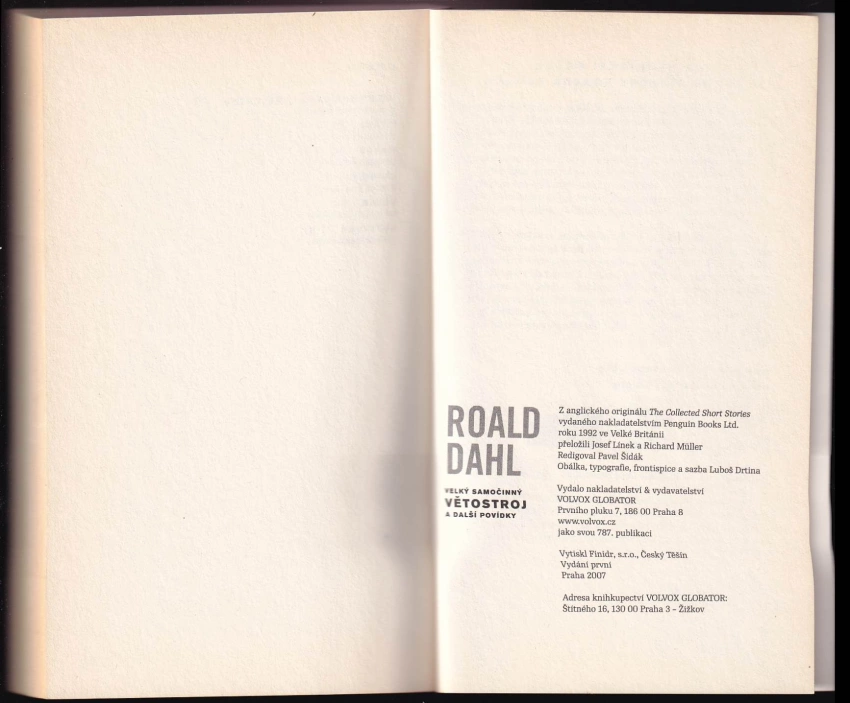 ROALD
DAHL
VELKÝ SAMOČINNÝ
VĚTOSTROJ
A DALŠÍ POVÍDKY
Z anglického originálu The Collected Short Stories
vydaného nakladatelstvím Penguin Books Ltd.
roku 1992 ve Velké Británii
přeložili Josef Línek a Richard Müller
Redigoval Pavel Šidák
Obálka, typografie, frontispice a sazba Luboš Drtina
Vydalo nakladatelství & vydavatelství
VOLVOX GLOBATOR
Prvního pluku 7, 186 00 Praha 8
www.volvox.cz
jako svou 787. publikaci
Vytiskl Finidr, s.r.o., Český Těšín
Vydání první
Praha 2007
Adresa knihkupectví VOLVOX GLOBATOR:
Štítného 16, 130 00 Praha 3 – Žižkov